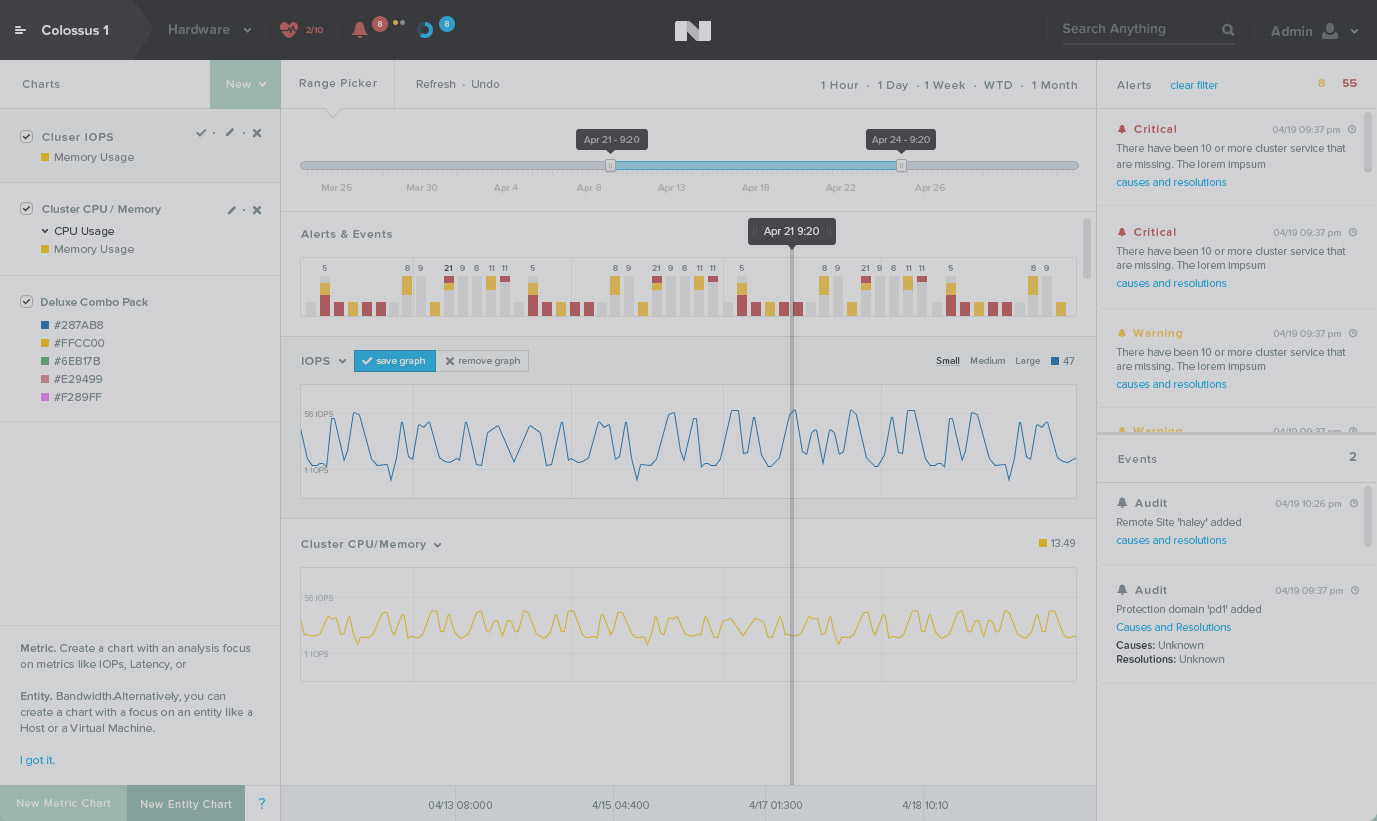 Colossus 1
Hardware
2/10
8
8
Search Anything
Admin
Charts
New
Range Picker
Refresh · Undo
1 Hour · 1 Day · 1 Week · WTD · 1 Month
Alerts
clear filter
8
55
Cluser IOPS
Memory Usage
Cluster CPU / Memory
CPU Usage
Memory Usage
Deluxe Combo Pack
#287AB8
#FFCC00
#6EB17B
#E29499
#F289FF
Metric. Create a chart with an analysis focus
on metrics like IOPs, Latency, or
Entity. Bandwidth.Alternatively, you can
create a chart with a focus on an entity like a
Host or a Virtual Machine.
I got it.
New Metric Chart
New Entity Chart
?
Apr 21 - 9:20
Apr 24 - 9:20
Mar 25
Mar 30
Apr 4
Apr 8
Apr 13
Apr 18
Apr 22
Apr 26
Alerts & Events
Apr 21 9:20
5 8 9 21 9 8 11 11 5 8 9 21 9 8 11 11 5 8 9 21 9 8 11 11 5 8 9
IOPS
save graph
remove graph
Small
Medium
Large
47
56 IOPS
1 IOPS
Cluster CPU/Memory
13.49
56 IOPS
1 IOPS
04/13 08:000
4/15 04:400
4/17 01:300
4/18 10:10
Critical
04/19 09:37 pm
There have been 10 or more cluster service that
are missing. The lorem impsum
causes and resolutions
Critical
04/19 09:37 pm
There have been 10 or more cluster service that
are missing. The lorem impsum
causes and resolutions
Warning
04/19 09:37 pm
There have been 10 or more cluster service that
are missing. The lorem impsum
causes and resolutions
Warning
04/19 09:37 pm
Events
2
Audit
04/19 10:26 pm
Remote Site 'haley' added
causes and resolutions
Audit
04/19 09:37 pm
Protection domain 'pd1' added
Causes and Resolutions
Causes: Unknown
Resolutions: Unknown